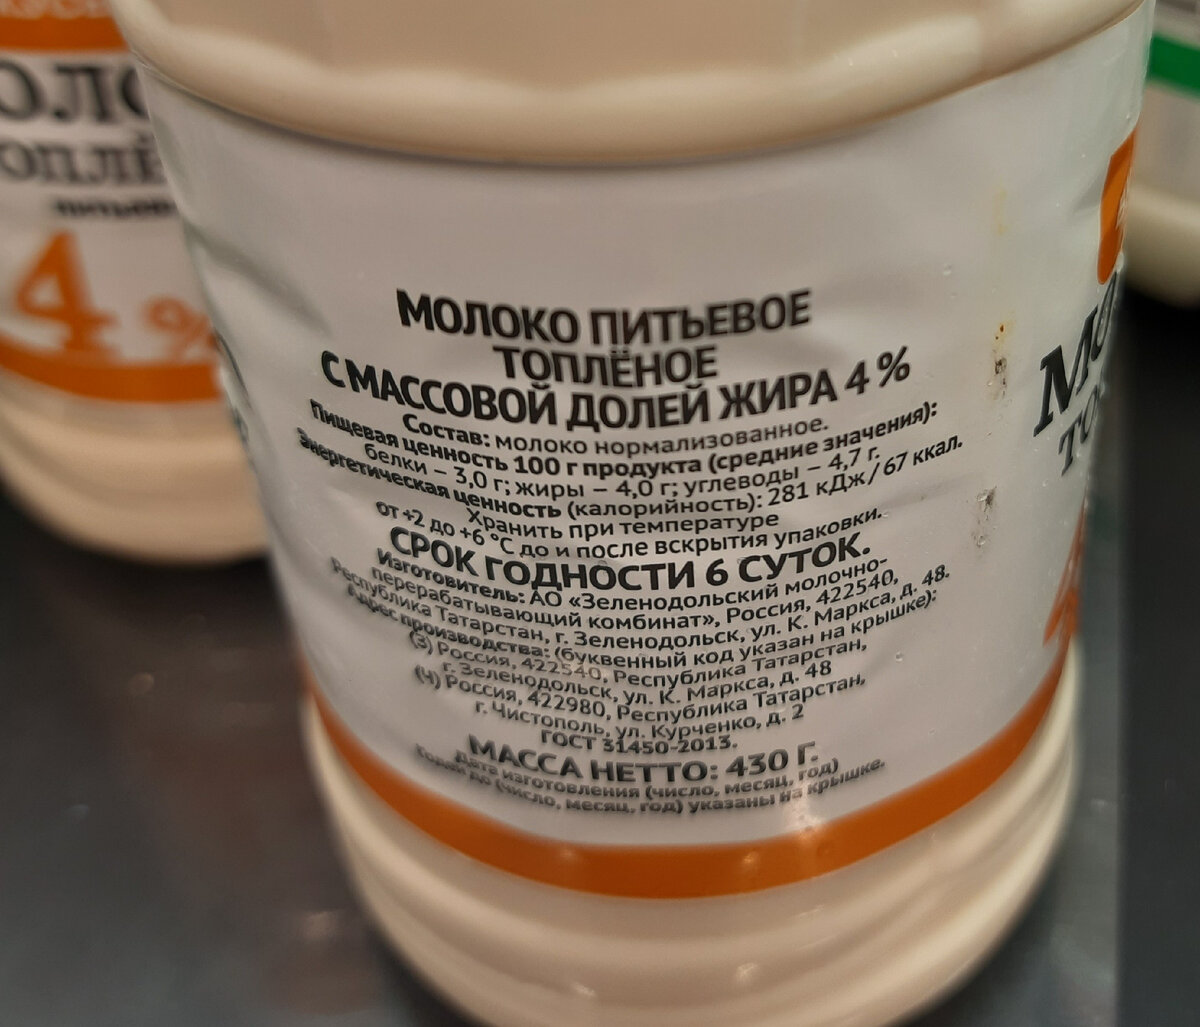 МОЛОКО ПИТЬЕВОЕ
ТОПЛЁНОЕ
С МАССОВОЙ ДОЛЕЙ ЖИРА 4 %
Состав: молоко нормализованное.
Пищевая ценность 100 г продукта (средние значения):
белки – 3,0 г; жиры – 4,0 г; углеводы – 4,7 г.
Энергетическая ценность (калорийность): 281 кДж / 67 ккал.
Хранить при температуре
от +2 до +6 °С до и после вскрытия упаковки.
СРОК ГОДНОСТИ 6 СУТОК.
Изготовитель: АО «Зеленодольский молочно-
перерабатывающий комбинат», Россия, 422540,
Республика Татарстан, г. Зеленодольск, ул. К. Маркса, д. 48.
Адрес производства: (буквенный код указан на крышке):
(З) Россия, 422540, Республика Татарстан,
г. Зеленодольск, ул. К. Маркса, д. 48
(Ч) Россия, 422980, Республика Татарстан,
г. Чистополь, ул. Курченко, д. 2
ГОСТ 31450-2013.
МАССА НЕТТО: 430 Г.
Дата изготовления (число, месяц, год)
Годен до (число, месяц, год) указаны на крышке.
4 %